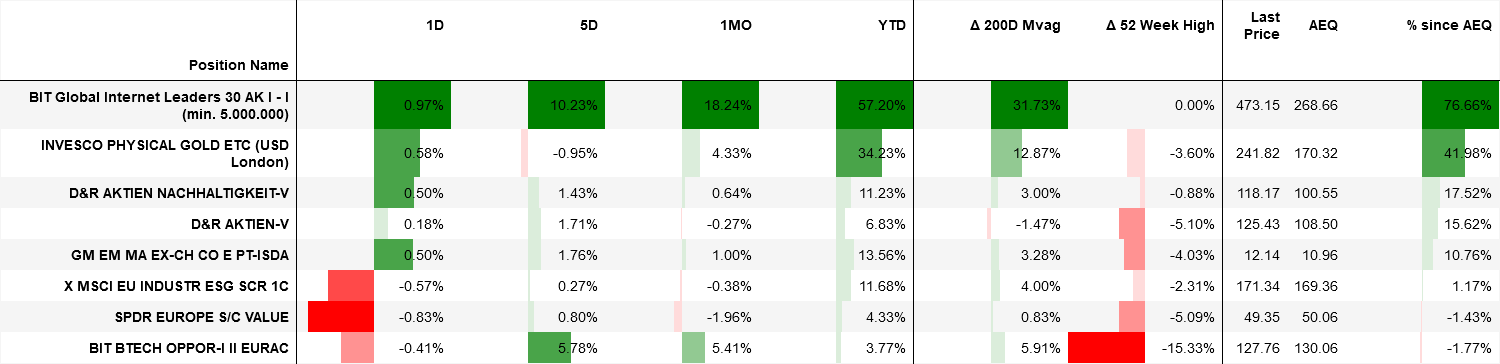 Position Name 1D 5D 1MO YTD Δ 200D Mvag Δ 52 Week High Last Price AEQ % since AEQ
BIT Global Internet Leaders 30 AK I - I (min. 5.000.000) 0.97% 10.23% 18.24% 57.20% 31.73% 0.00% 473.15 268.66 76.66%
INVESCO PHYSICAL GOLD ETC (USD London) 0.58% -0.95% 4.33% 34.23% 12.87% -3.60% 241.82 170.32 41.98%
D&R AKTIEN NACHHALTIGKEIT-V 0.50% 1.43% 0.64% 11.23% 3.00% -0.88% 118.17 100.55 17.52%
D&R AKTIEN-V 0.18% 1.71% -0.27% 6.83% -1.47% -5.10% 125.43 108.50 15.62%
GM EM MA EX-CH CO E PT-ISDA 0.50% 1.76% 1.00% 13.56% 3.28% -4.03% 12.14 10.96 10.76%
X MSCI EU INDUSTR ESG SCR 1C -0.57% 0.27% -0.38% 11.68% 4.00% -2.31% 171.34 169.36 1.17%
SPDR EUROPE S/C VALUE -0.83% 0.80% -1.96% 4.33% 0.83% -5.09% 49.35 50.06 -1.43%
BIT BTECH OPPOR-I II EURAC -0.41% 5.78% 5.41% 3.77% 5.91% -15.33% 127.76 130.06 -1.77%